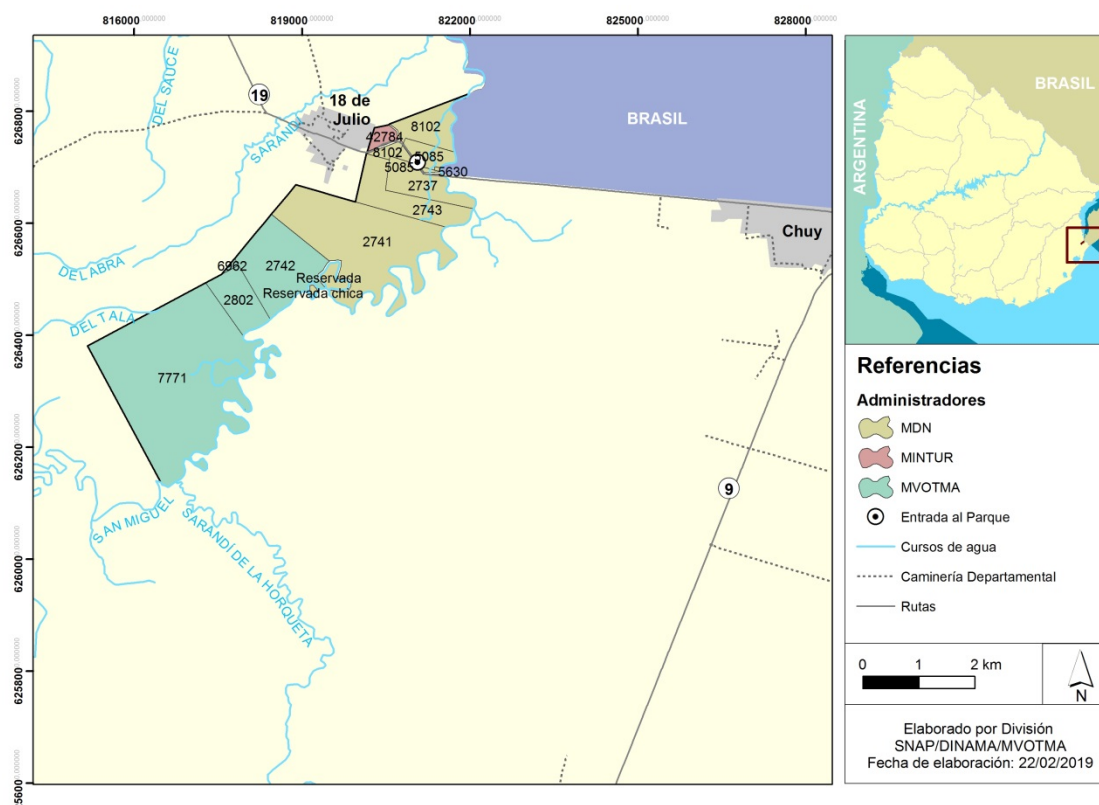 816000,000000
819000,000000
822000,000000
825000,000000
828000,000000
626800
626600
626400
626200
626000
625800
625600
DEL SAUCE
19
18 de
Julio
SARANDÍ
BRASIL
8102
42784
8102
5085
5085
5630
2737
2743
2741
Chuy
DE LABRA
6962
2742
Reservada
Reservada chica
2802
DEL TALA
7771
9
SAN MIGUEL
SARANDÍ DE LA HORQUETA
ARGENTINA
BRASIL
Referencias
Administradores
MDN
MINTUR
MVOTMA
Entrada al Parque
Cursos de agua
Caminería Departamental
Rutas
0 1 2 km
N
Elaborado por División
SNAP/DINAMA/MVOTMA
Fecha de elaboración: 22/02/2019